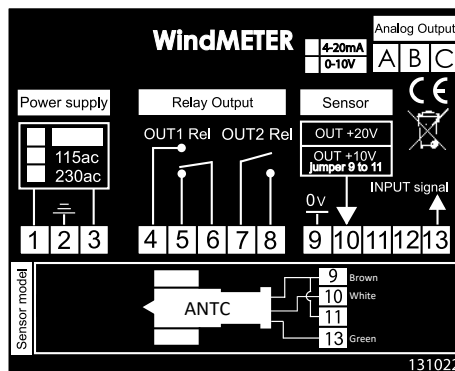 WindMETER
4-20mA
0-10V
Analog Output
A B C
CE
Power supply
115ac
230ac
Relay Output
OUT1 Rel OUT2 Rel
Sensor
OUT +20V
OUT +10V
Jumper 9 to 11
0v
INPUT signal
1 2 3 4 5 6 7 8 9 10 11 12 13
Sensor model
ANTC
9 Brown
10 White
11
13 Green
131022